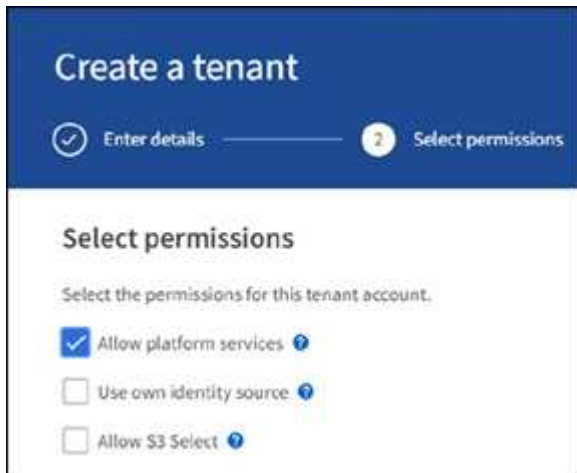 Create a tenant
Enter details
2 Select permissions
Select permissions
Select the permissions for this tenant account.
Allow platform services ?
Use own identity source ?
Allow S3 Select ?